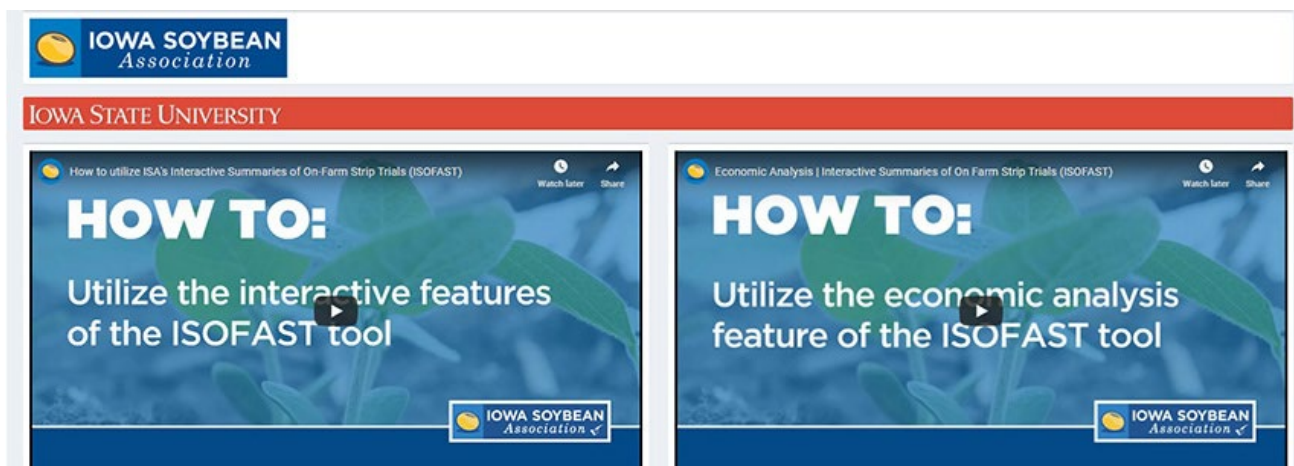 IOWA SOYBEAN
Association
IOWA STATE UNIVERSITY
How to utilize ISA's Interactive Summaries of On-Farm Strip Trials (ISOFAST)
Watch later
Share
HOW TO:
Utilize the interactive features
of the ISOFAST tool
IOWA SOYBEAN
Association
Economic Analysis | Interactive Summaries of On Farm Strip Trials (ISOFAST)
Watch later
Share
HOW TO:
Utilize the economic analysis
feature of the ISOFAST tool
IOWA SOYBEAN
Association